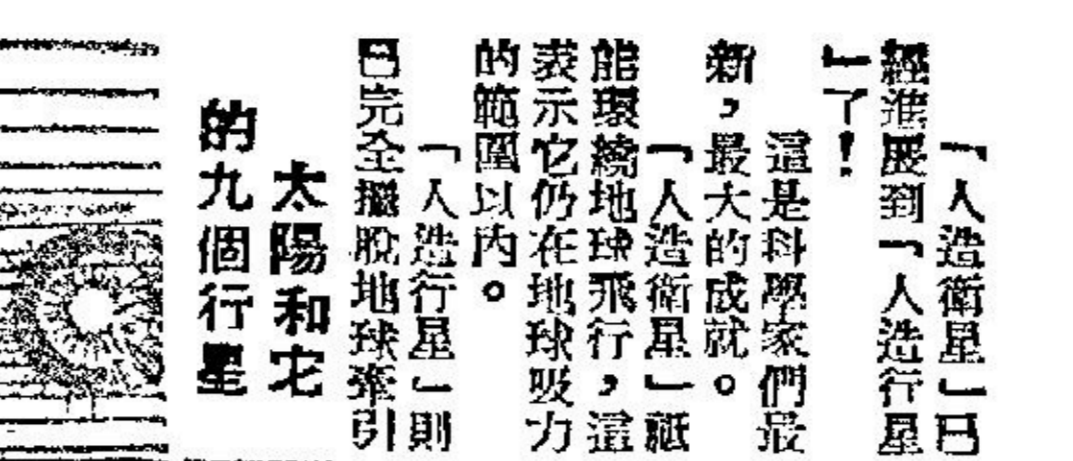 「人造衛星」已
經進展到「人造行星
」了！
這是科學家們最
新，最大的成就。
「人造衛星」祗
能環繞地球飛行，這
表示它仍在地球吸力
的範圍以內。
「人造行星」則
已完全擺脫地球牽引
太陽和它
的九個行星